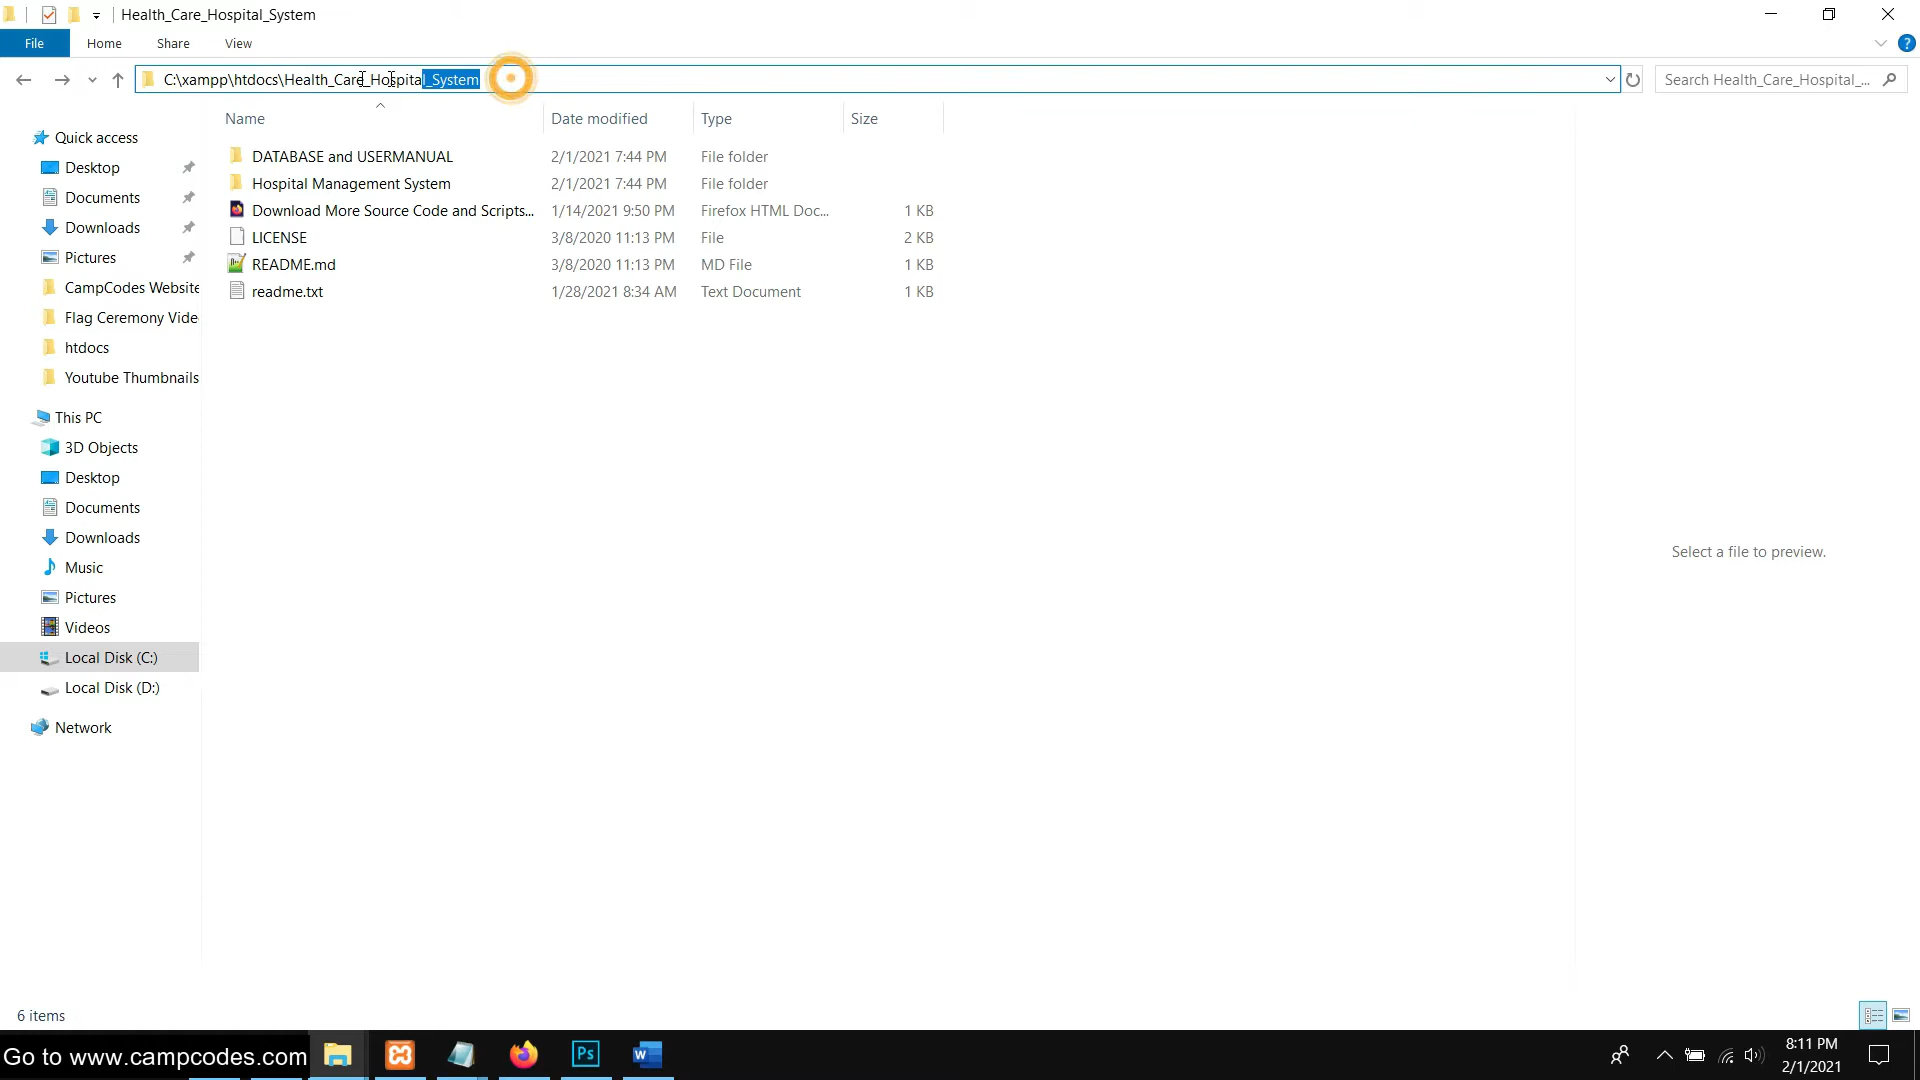 Health_Care_Hospital_System
File
Home
Share
View
?
C:\xampp\htdocs\Health_Care_Hospital_System
Search Health_Care_Hospital_...
Name
Date modified
Type
Size
DATABASE and USERMANUAL
2/1/2021 7:44 PM
File folder
Hospital Management System
2/1/2021 7:44 PM
File folder
Download More Source Code and Scripts...
1/14/2021 9:50 PM
Firefox HTML Doc...
1 KB
LICENSE
3/8/2020 11:13 PM
File
2 KB
README.md
3/8/2020 11:13 PM
MD File
1 KB
readme.txt
1/28/2021 8:34 AM
Text Document
1 KB
Quick access
Desktop
Documents
Downloads
Pictures
CampCodes Website
Flag Ceremony Vide
htdocs
Youtube Thumbnails
This PC
3D Objects
Desktop
Documents
Downloads
Music
Pictures
Videos
Local Disk (C:)
Local Disk (D:)
Network
Select a file to preview.
6 items
Go to www.campcodes.com
Ps
W
8:11 PM
2/1/2021